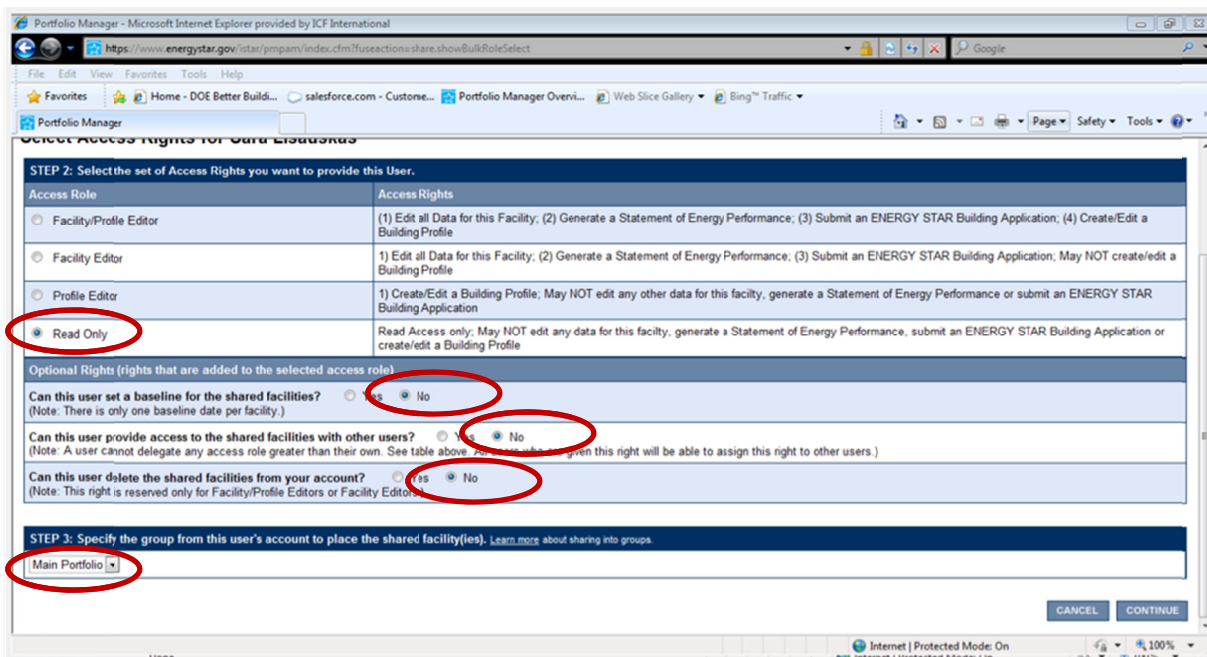 Portfolio Manager - Microsoft Internet Explorer provided by ICF International
https://www.energystar.gov/istar/pmpam/index.cfm?fuseaction=share.showBulkRoleSelect
Google
File Edit View Favorites Tools Help
Favorites Home - DOE Better Buildi... salesforce.com - Custome... Portfolio Manager Overvi... Web Slice Gallery Bing™ Traffic
Portfolio Manager
Page Safety Tools
Select Access Rights for Cara Lisauskas
STEP 2: Select the set of Access Rights you want to provide this User.
Access Role Access Rights
Facility/Profile Editor (1) Edit all Data for this Facility; (2) Generate a Statement of Energy Performance; (3) Submit an ENERGY STAR Building Application; (4) Create/Edit a
Building Profile
Facility Editor 1) Edit all Data for this Facility; (2) Generate a Statement of Energy Performance; (3) Submit an ENERGY STAR Building Application; May NOT create/edit a
Building Profile
Profile Editor 1) Create/Edit a Building Profile; May NOT edit any other data for this facilty, generate a Statement of Energy Performance or submit an ENERGY STAR
Building Application
Read Only Read Access only; May NOT edit any data for this facilty, generate a Statement of Energy Performance, submit an ENERGY STAR Building Application or
create/edit a Building Profile
Optional Rights (rights that are added to the selected access role)
Can this user set a baseline for the shared facilities? Yes No
(Note: There is only one baseline date per facility.)
Can this user provide access to the shared facilities with other users? Yes No
(Note: A user cannot delegate any access role greater than their own. See table above. All users who are given this right will be able to assign this right to other users.)
Can this user delete the shared facilities from your account? Yes No
(Note: This right is reserved only for Facility/Profile Editors or Facility Editors.)
STEP 3: Specify the group from this user's account to place the shared facility(ies). Learn more about sharing into groups.
Main Portfolio
CANCEL CONTINUE
Internet | Protected Mode: On 100%